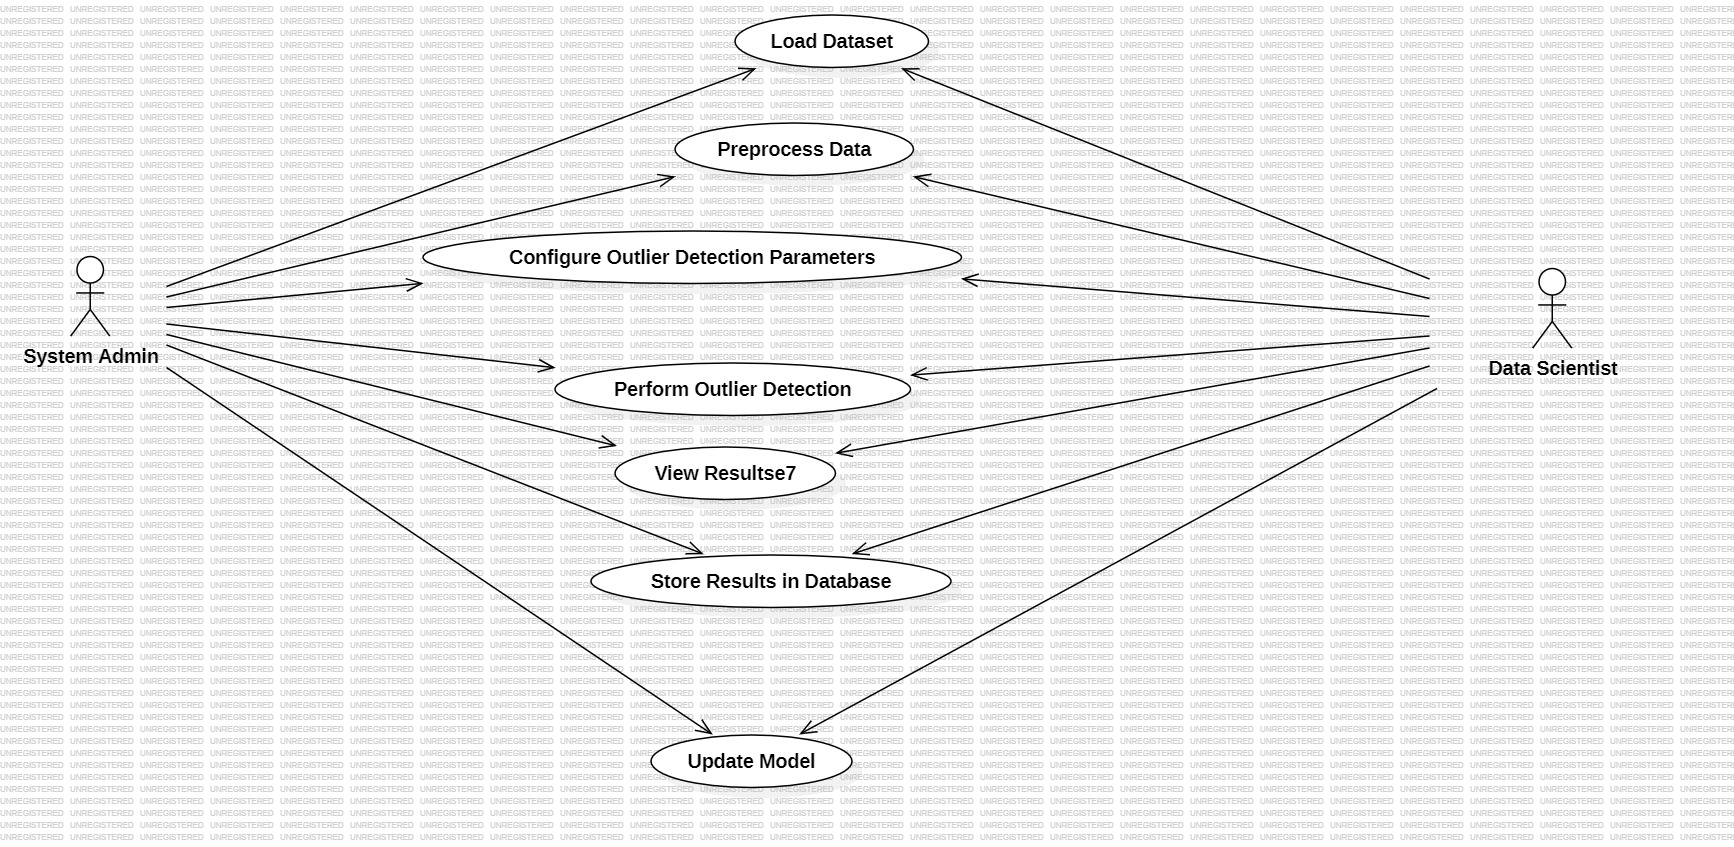 Load Dataset
Preprocess Data
Configure Outlier Detection Parameters
System Admin
Data Scientist
Perform Outlier Detection
View Resultse7
Store Results in Database
Update Model
UNREGISTERED